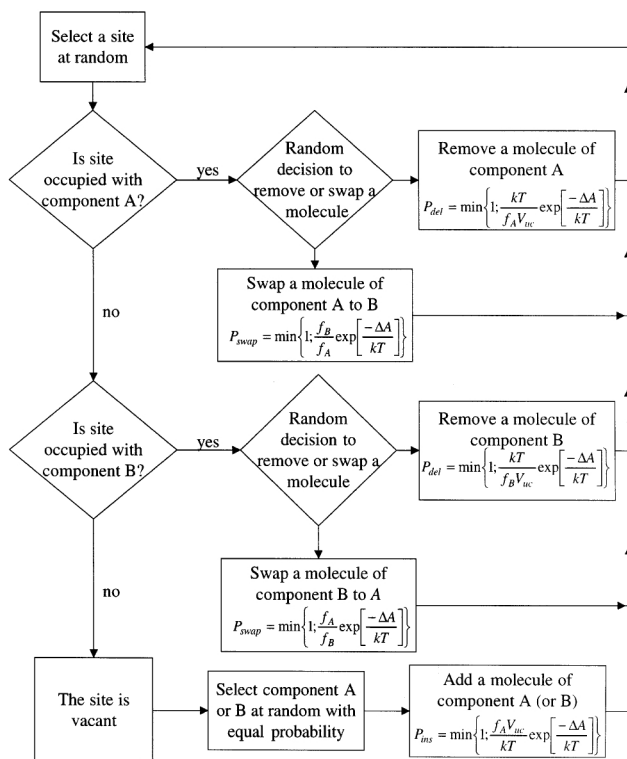 Select a site
at random
Is site
occupied with
component A?
yes
Random
decision to
remove or swap a
molecule
Remove a molecule of
component A
P_del = min{1; kT / f_A V_uc exp[−ΔA / kT]}
no
Swap a molecule of
component A to B
P_swap = min{1; f_B / f_A exp[−ΔA / kT]}
Is site
occupied with
component B?
yes
Random
decision to
remove or swap a
molecule
Remove a molecule of
component B
P_del = min{1; kT / f_B V_uc exp[−ΔA / kT]}
no
Swap a molecule of
component B to A
P_swap = min{1; f_A / f_B exp[−ΔA / kT]}
The site is
vacant
Select component A
or B at random with
equal probability
Add a molecule of
component A (or B)
P_ins = min{1; f_A V_uc / kT exp[−ΔA / kT]}